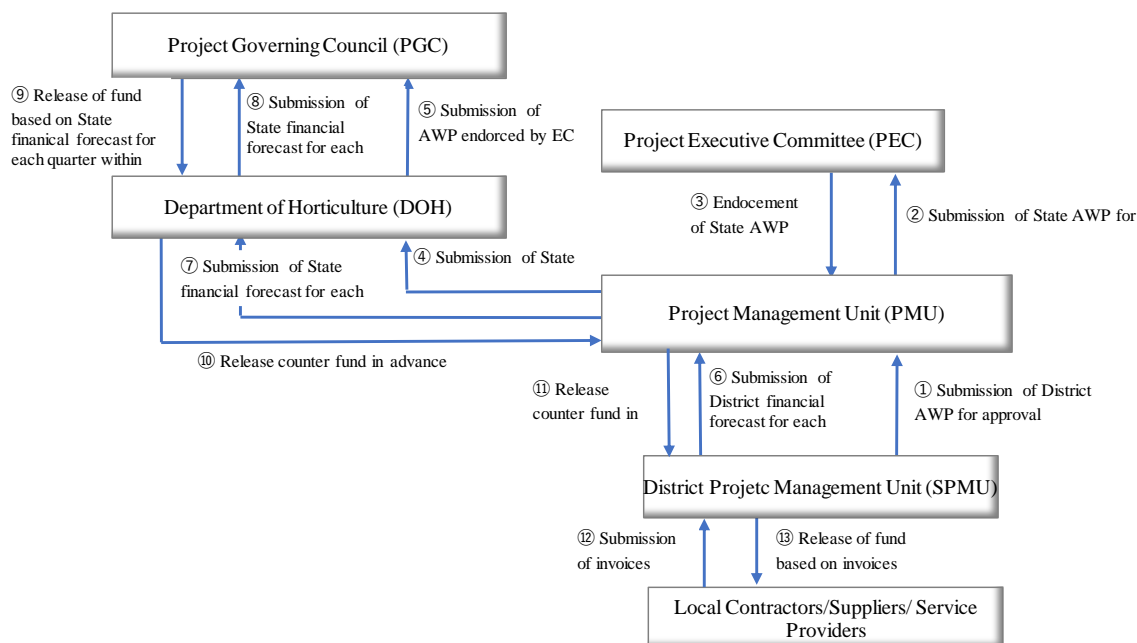 Project Governing Council (PGC)
⑨ Release of fund
based on State
finanical forecast for
each quarter within
⑧ Submission of
State financial
forecast for each
⑤ Submission of
AWP endorced by EC
Project Executive Committee (PEC)
③ Endocement
of State AWP
② Submission of State AWP for
Department of Horticulture (DOH)
⑦ Submission of State
financial forecast for each
④ Submission of State
Project Management Unit (PMU)
⑩ Release counter fund in advance
⑪ Release
counter fund in
⑥ Submission of
District financial
forecast for each
① Submission of District
AWP for approval
District Projetc Management Unit (SPMU)
⑫ Submission
of invoices
⑬ Release of fund
based on invoices
Local Contractors/Suppliers/ Service
Providers